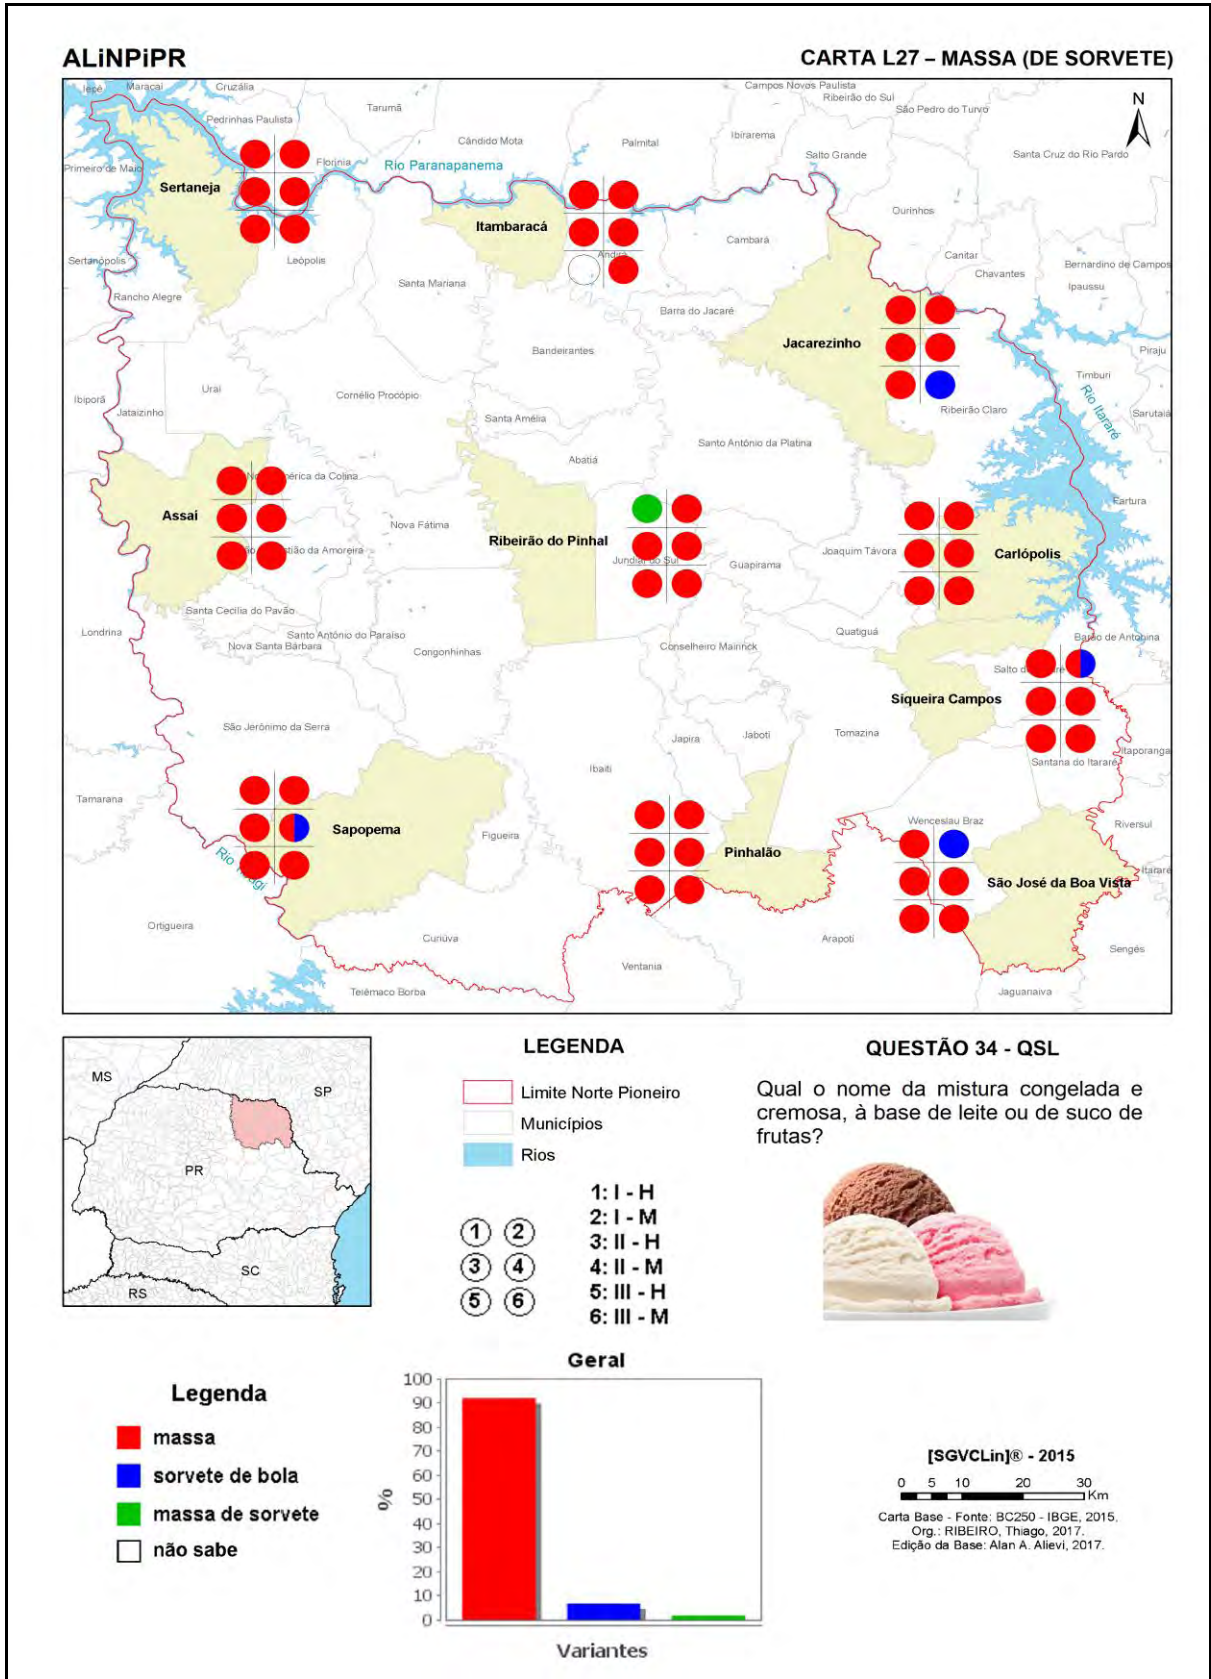 ALiNPiPR
CARTA L27 – MASSA (DE SORVETE)
Iepê
Maracaí
Cruzália
Pedrinhas Paulista
Tarumã
Florínia
Cândido Mota
Palmital
Campos Novos Paulista
Ribeirão do Sul
Ibirarema
São Pedro do Turvo
Salto Grande
Santa Cruz do Rio Pardo
N
Primeiro de Maio
Sertaneja
Rio Paranapanema
Itambaracá
Andirá
Cambará
Ourinhos
Canitar
Chavantes
Bernardino de Campos
Ipaussu
Sertanópolis
Leópolis
Rancho Alegre
Santa Mariana
Barra do Jacaré
Jacarezinho
Piraju
Timburi
Rio Itararé
Sarutaiá
Bandeirantes
Ibiporã
Jataizinho
Uraí
Cornélio Procópio
Santa Amélia
Ribeirão Claro
Santo Antônio da Platina
Abatiá
Fartura
Assaí
Nova Fátima
Ribeirão do Pinhal
Guapirama
Joaquim Távora
Carlópolis
Santa Cecília do Pavão
Londrina
Santo Antônio do Paraíso
Nova Santa Bárbara
Congonhinhas
Conselheiro Mairinck
Quatiguá
Barão de Antonina
Siqueira Campos
São Jerônimo da Serra
Japira
Jaboti
Tomazina
Itaporanga
Santana do Itararé
Ibaiti
Tamarana
Sapopema
Figueira
Pinhalão
Wenceslau Braz
Riversul
São José da Boa Vista
Itararé
Ortigueira
Curiúva
Arapoti
Sengés
Ventania
Telêmaco Borba
Jaguariaiva
MS
SP
PR
SC
RS
LEGENDA
Limite Norte Pioneiro
Municípios
Rios
1 2
3 4
5 6
1: I - H
2: I - M
3: II - H
4: II - M
5: III - H
6: III - M
QUESTÃO 34 - QSL
Qual o nome da mistura congelada e
cremosa, à base de leite ou de suco de
frutas?
Legenda
massa
sorvete de bola
massa de sorvete
não sabe
Geral
100
90
80
70
60
50
40
30
20
10
0
%
Variantes
[SGVCLin]® - 2015
0 5 10 20 30
Km
Carta Base - Fonte: BC250 - IBGE, 2015.
Org.: RIBEIRO, Thiago, 2017.
Edição da Base: Alan A. Alievi, 2017.